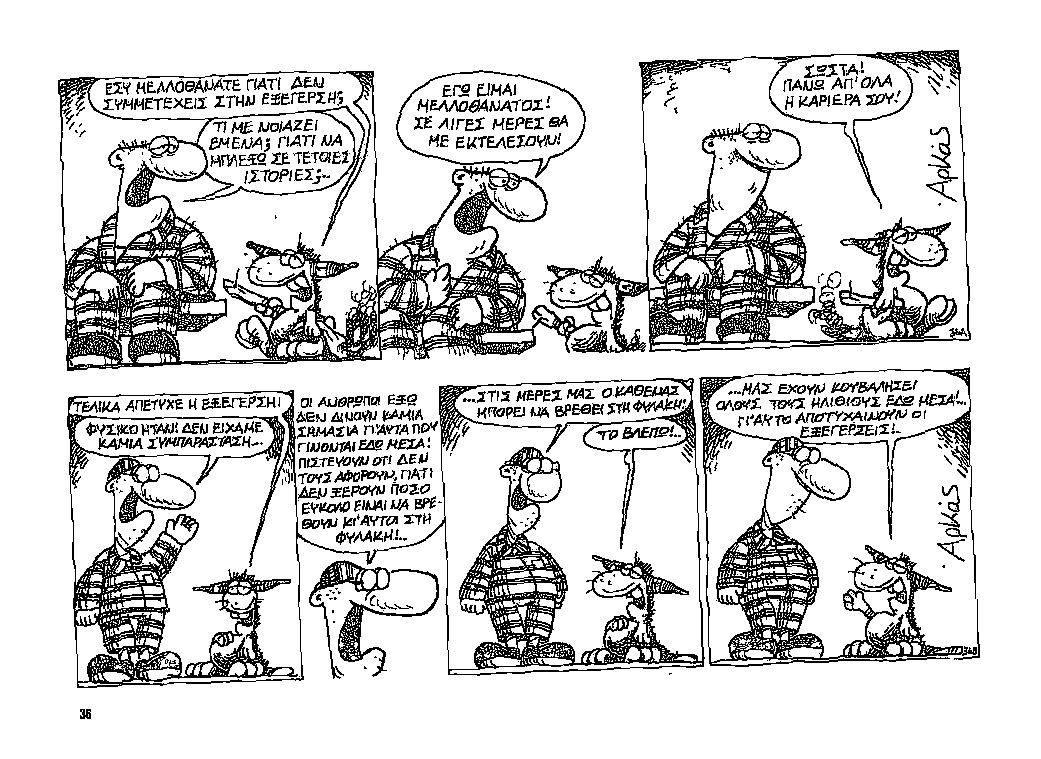 ΕΣΥ ΜΕΛΛΟΘΑΝΑΤΕ ΓΙΑΤΙ ΔΕΝ
ΣΥΜΜΕΤΕΧΕΙΣ ΣΤΗΝ ΕΞΕΓΕΡΣΗ;
ΤΙ ΜΕ ΝΟΙΑΖΕΙ
ΕΜΕΝΑ; ΓΙΑΤΙ ΝΑ
ΜΠΛΕΞΩ ΣΕ ΤΕΤΟΙΕΣ
ΙΣΤΟΡΙΕΣ;..
ΕΓΩ ΕΙΜΑΙ
ΜΕΛΛΟΘΑΝΑΤΟΣ!
ΣΕ ΛΙΓΕΣ ΜΕΡΕΣ ΘΑ
ΜΕ ΕΚΤΕΛΕΣΟΥΝ!
ΣΩΣΤΑ!
ΠΑΝΩ ΑΠ' ΟΛΑ
Η ΚΑΡΙΕΡΑ ΣΟΥ!
Αρκάς
34Α
ΤΕΛΙΚΑ ΑΠΕΤΥΧΕ Η ΕΞΕΓΕΡΣΗ!
ΦΥΣΙΚΟ ΗΤΑΝ! ΔΕΝ ΕΙΧΑΜΕ
ΚΑΜΙΑ ΣΥΜΠΑΡΑΣΤΑΣΗ...
ΟΙ ΑΝΘΡΩΠΟΙ ΕΞΩ
ΔΕΝ ΔΙΝΟΥΝ ΚΑΜΙΑ
ΣΗΜΑΣΙΑ ΓΙ'ΑΥΤΑ ΠΟΥ
ΓΙΝΟΝΤΑΙ ΕΔΩ ΜΕΣΑ!
ΠΙΣΤΕΥΟΥΝ ΟΤΙ ΔΕΝ
ΤΟΥΣ ΑΦΟΡΟΥΝ, ΓΙΑΤΙ
ΔΕΝ ΞΕΡΟΥΝ ΠΟΣΟ
ΕΥΚΟΛΟ ΕΙΝΑΙ ΝΑ ΒΡΕ-
ΘΟΥΝ ΚΙ' ΑΥΤΟΙ ΣΤΗ
ΦΥΛΑΚΗ!..
...ΣΤΙΣ ΜΕΡΕΣ ΜΑΣ Ο ΚΑΘΕΝΑΣ
ΜΠΟΡΕΙ ΝΑ ΒΡΕΘΕΙ ΣΤΗ ΦΥΛΑΚΗ!
ΤΟ ΒΛΕΠΩ!..
...ΜΑΣ ΕΧΟΥΝ ΚΟΥΒΑΛΗΣΕΙ
ΟΛΟΥΣ ΤΟΥΣ ΗΛΙΘΙΟΥΣ ΕΔΩ ΜΕΣΑ!..
ΓΙ'ΑΥΤΟ ΑΠΟΤΥΧΑΙΝΟΥΝ ΟΙ
ΕΞΕΓΕΡΣΕΙΣ!..
Αρκάς
34Β
36